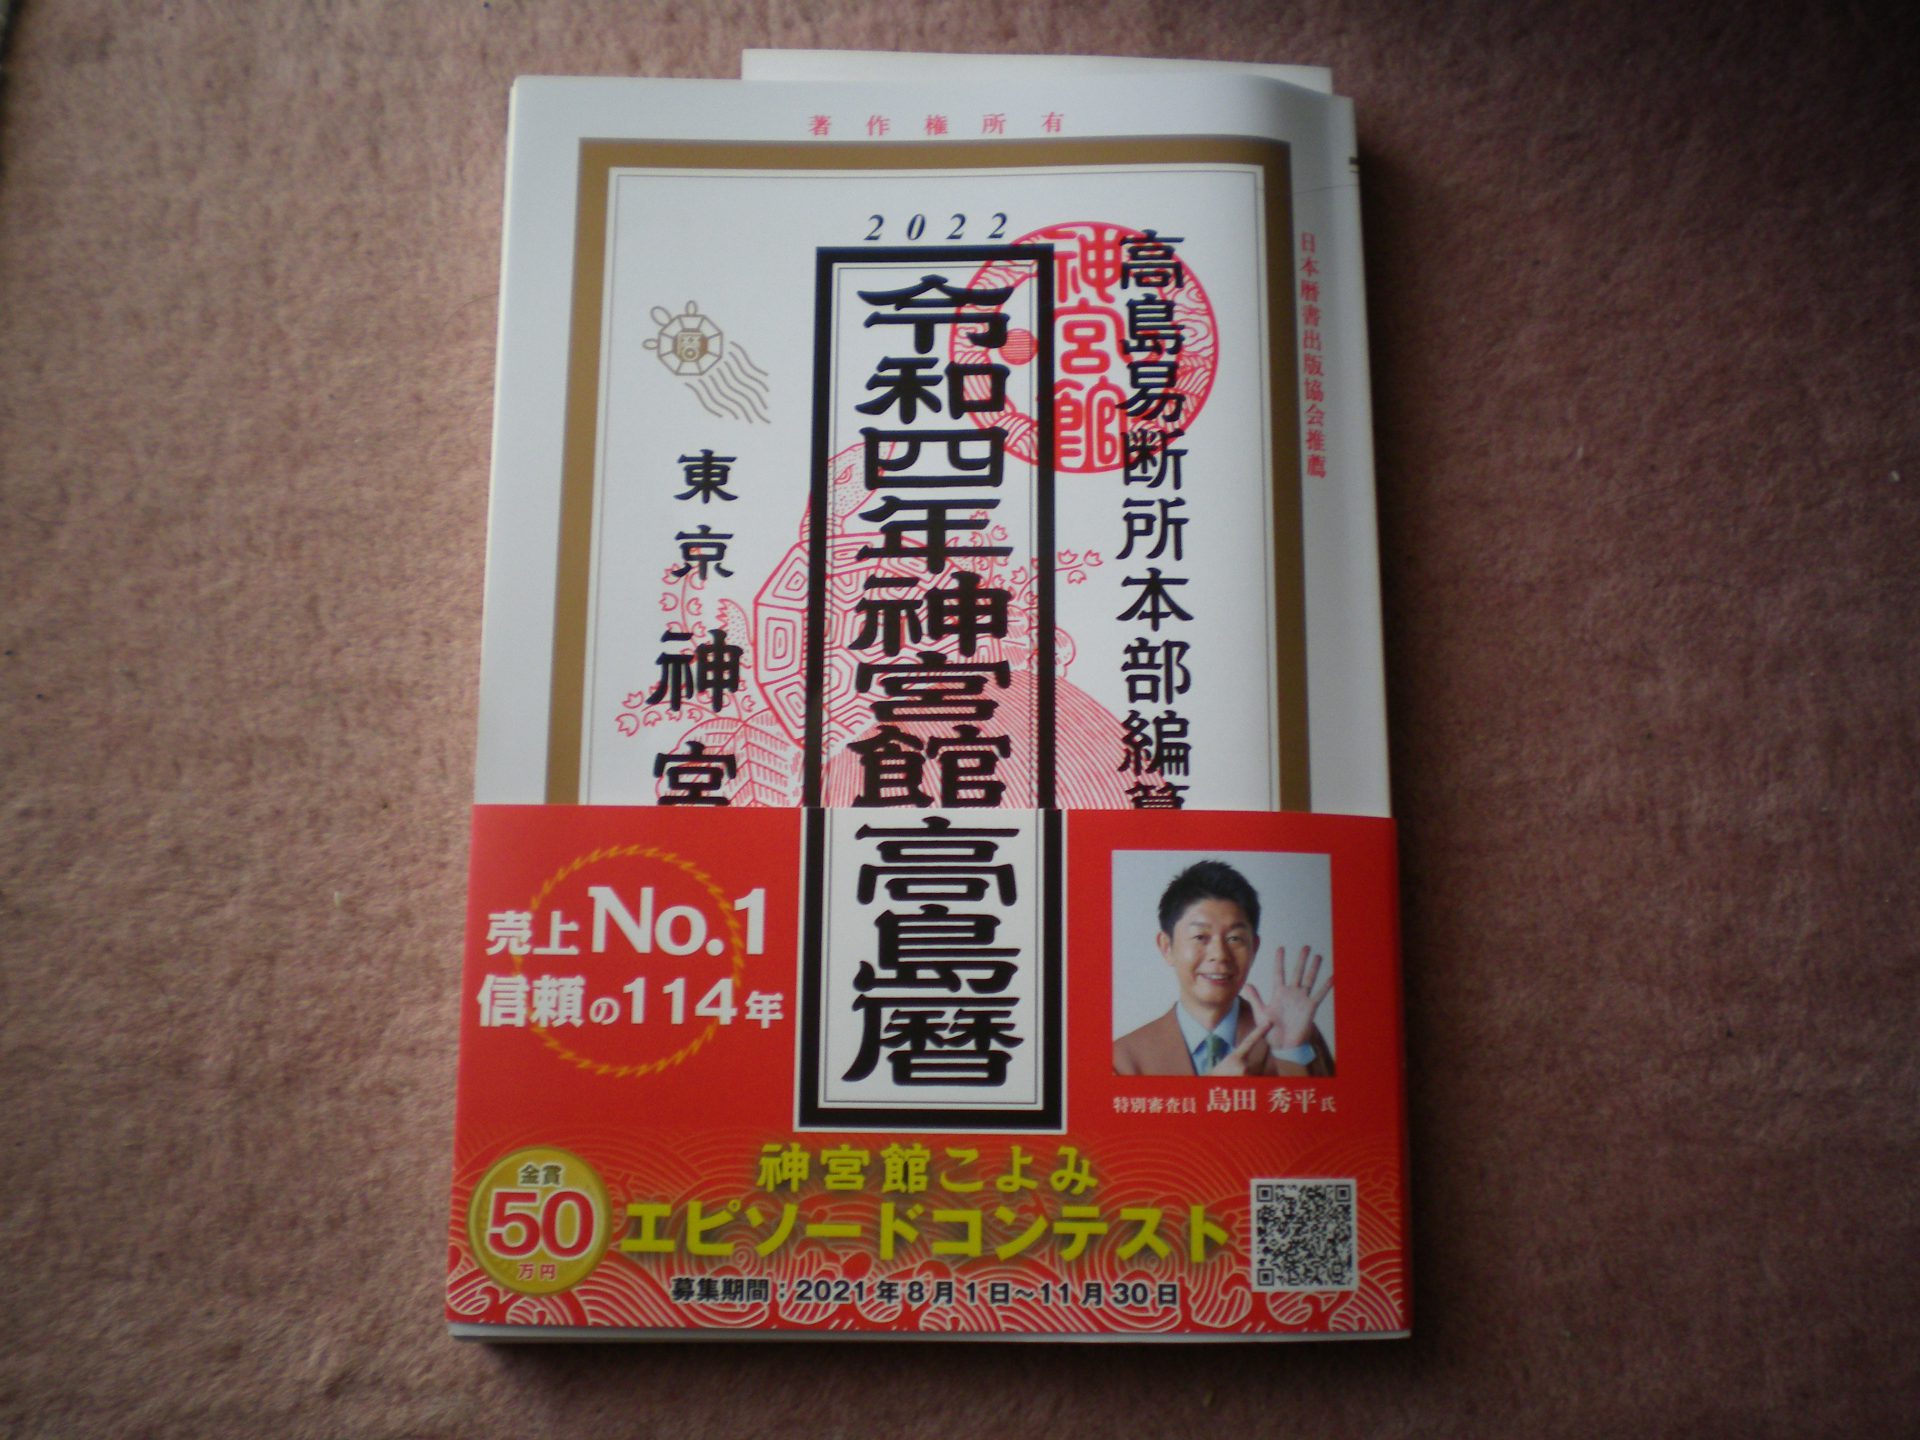 著作権所有
日本暦書出版協会推薦
2022
高島易断所本部編纂
神宮館
令和四年神宮館高島暦
暦
東京 神宮
売上No.1
信頼の114年
特別審査員 島田 秀平氏
金賞
50
万円
神宮館こよみ
エピソードコンテスト
募集期間:2021年8月1日~11月30日